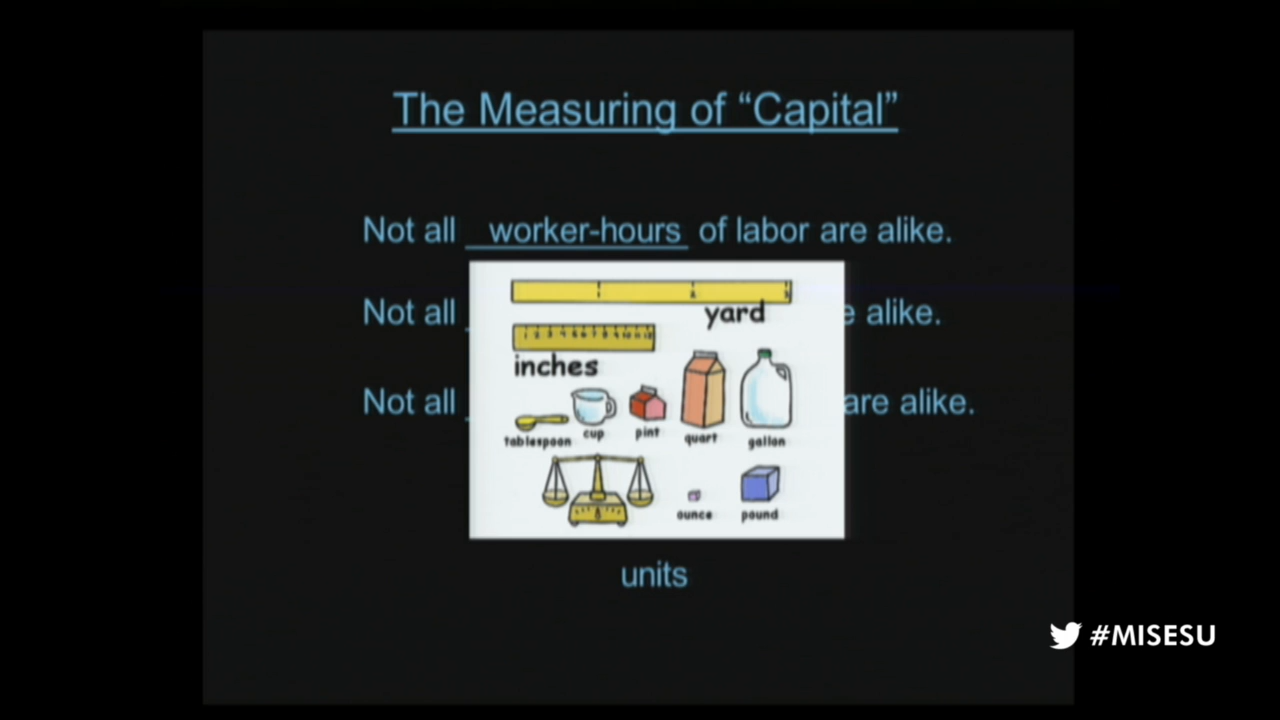 The Measuring of “Capital”
Not all worker-hours of labor are alike.
Not all alike.
Not all are alike.
yard
inches
tablespoon cup pint quart gallon
ounce pound
units
#MISESU